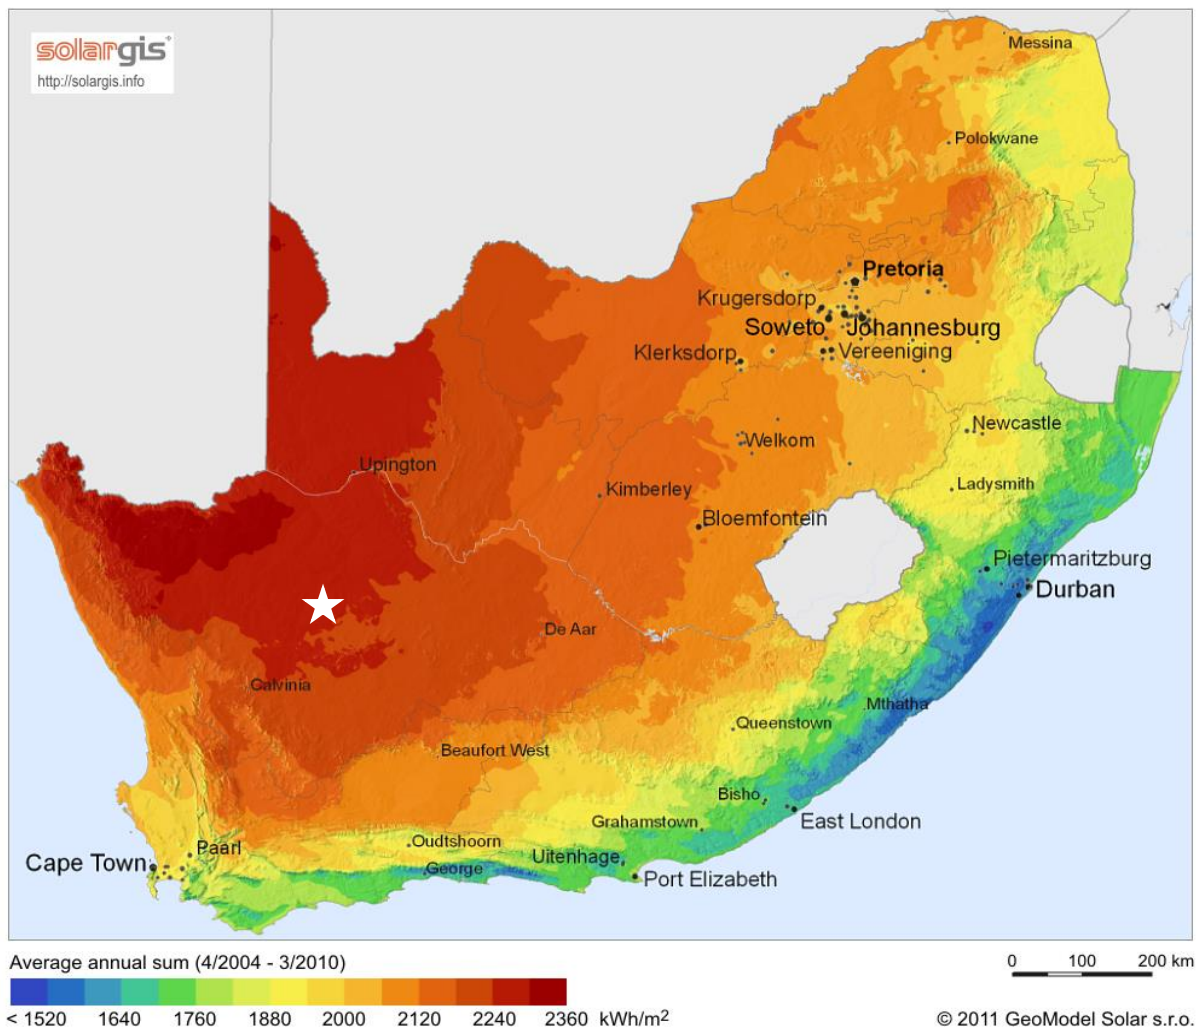 solargis
http://solargis.info
Messina
Polokwane
Pretoria
Krugersdorp
Soweto
Johannesburg
Klerksdorp
Vereeniging
Newcastle
Welkom
Upington
Kimberley
Ladysmith
Bloemfontein
Pietermaritzburg
Durban
De Aar
Calvinia
Mthatha
Queenstown
Beaufort West
Bisho
Grahamstown
East London
Oudtshoorn
Paarl
Cape Town
Uitenhage
George
Port Elizabeth
Average annual sum (4/2004 - 3/2010)
0 100 200 km
< 1520 1640 1760 1880 2000 2120 2240 2360 kWh/m2
© 2011 GeoModel Solar s.r.o.